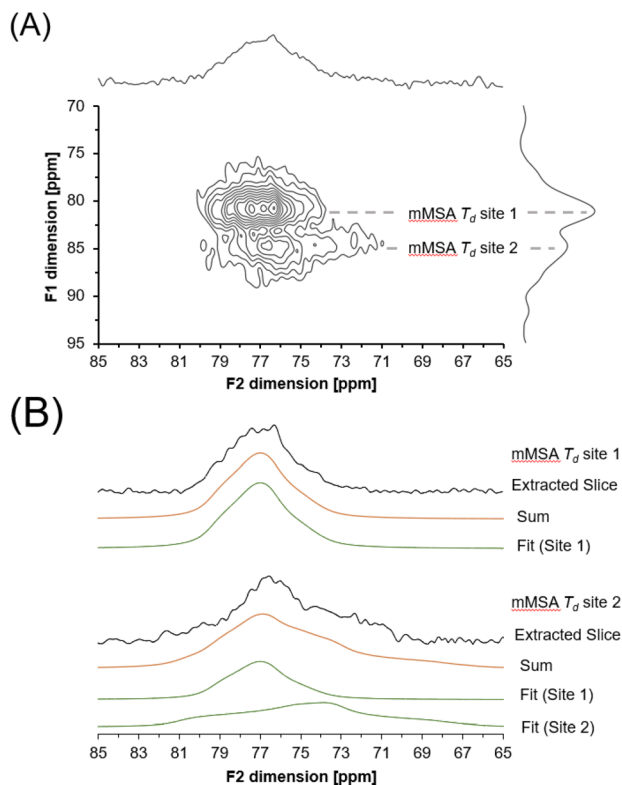 (A)
70
75
80
85
90
95
F1 dimension [ppm]
mMSA Td site 1
mMSA Td site 2
85 83 81 79 77 75 73 71 69 67 65
F2 dimension [ppm]
(B)
mMSA Td site 1
Extracted Slice
Sum
Fit (Site 1)
mMSA Td site 2
Extracted Slice
Sum
Fit (Site 1)
Fit (Site 2)
85 83 81 79 77 75 73 71 69 67 65
F2 dimension [ppm]